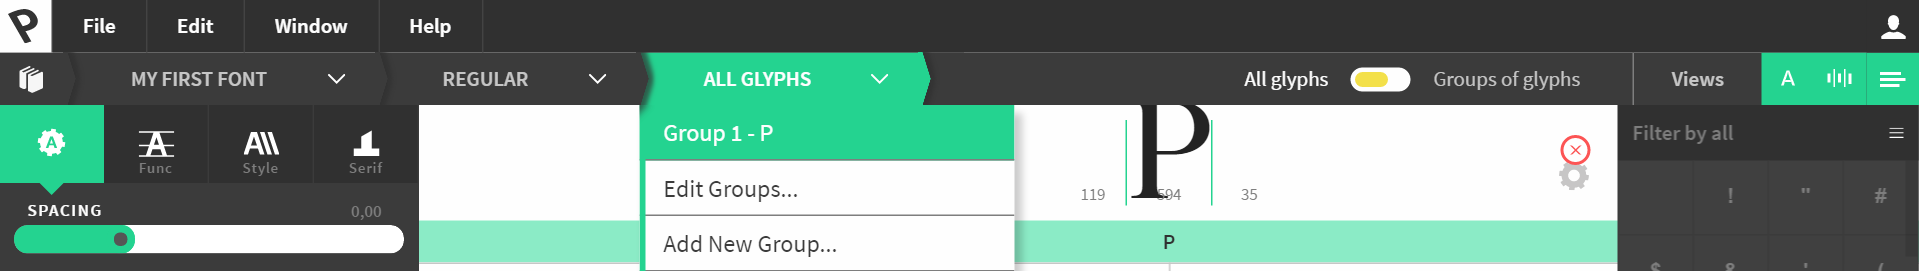 P
File Edit Window Help
MY FIRST FONT REGULAR ALL GLYPHS All glyphs Groups of glyphs Views A
A
Func
Style
Serif
SPACING 0,00
Group 1 - P
Edit Groups...
Add New Group...
P
119 594 35
P
Filter by all
! " #
$ & ' (